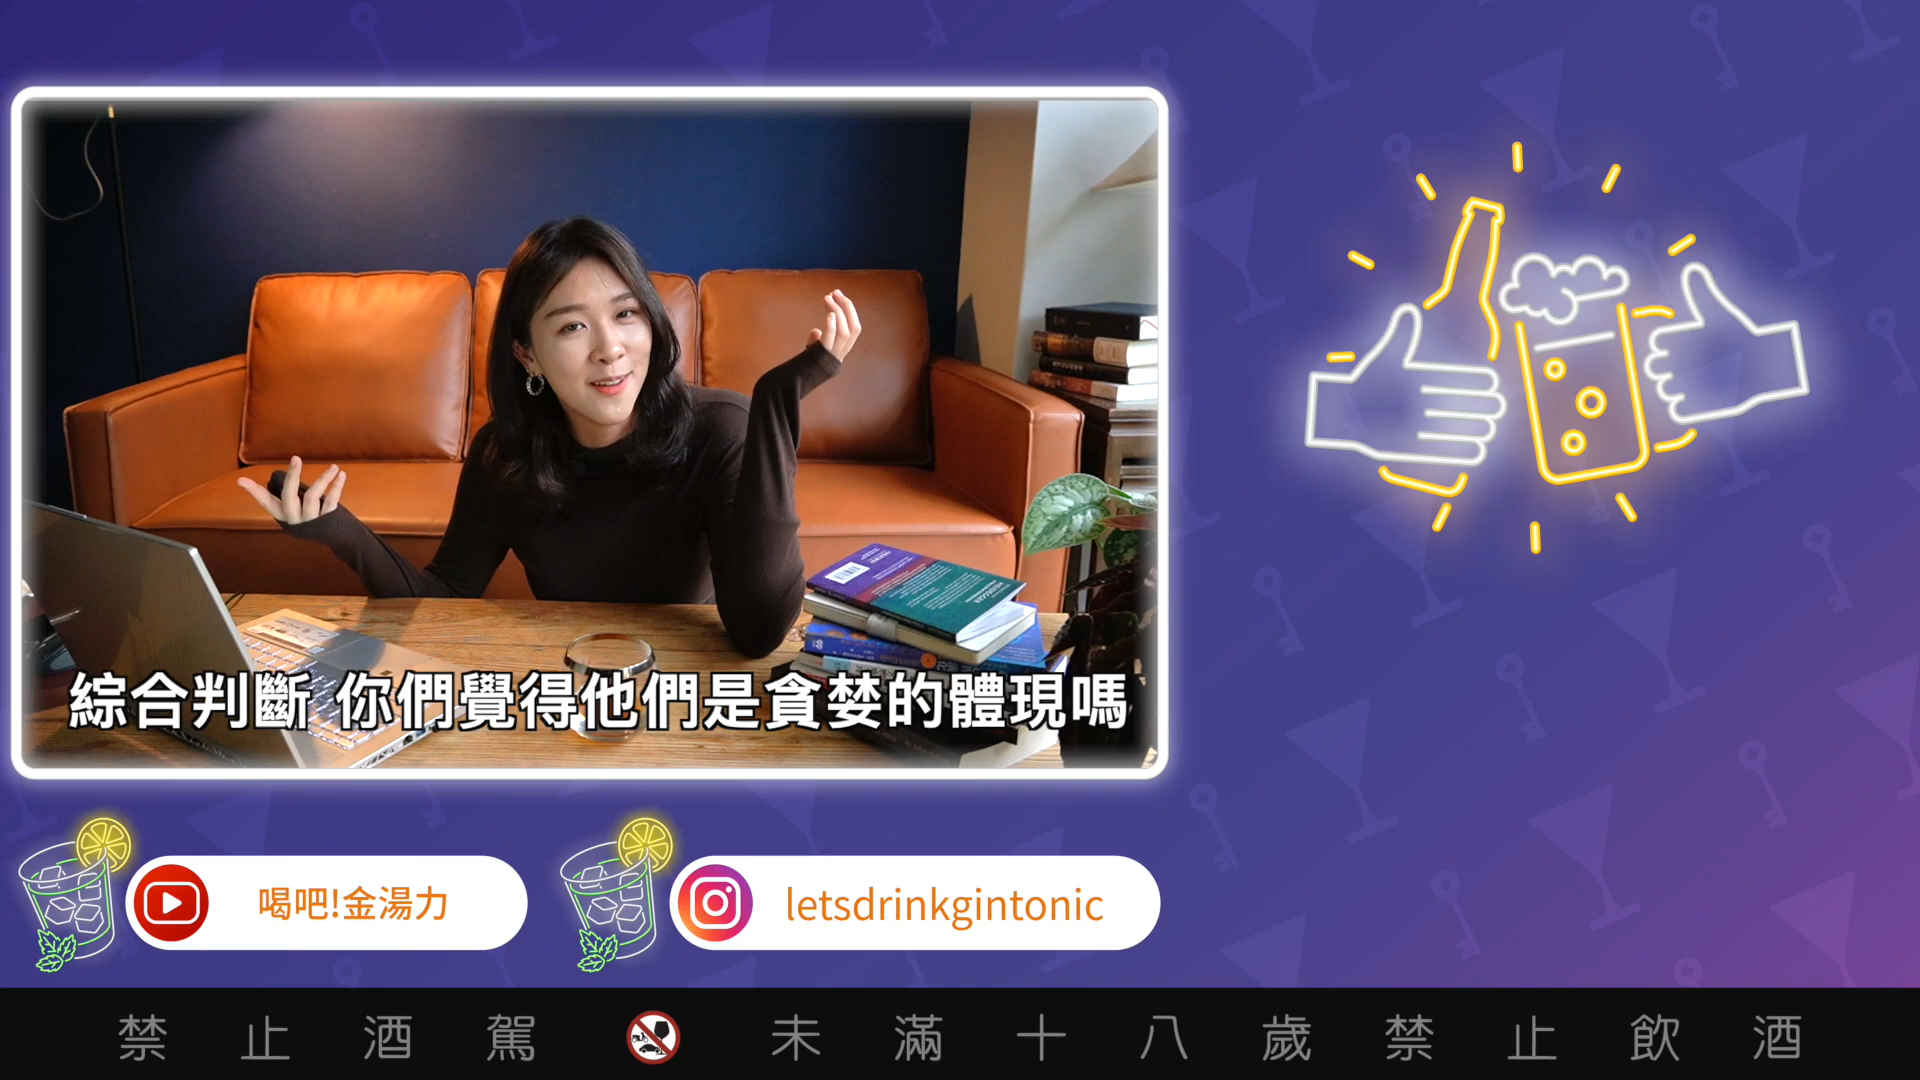 綜合判斷 你們覺得他們是貪婪的體現嗎
喝吧!金湯力
letsdrinkgintonic
禁止酒駕 未滿十八歲禁止飲酒